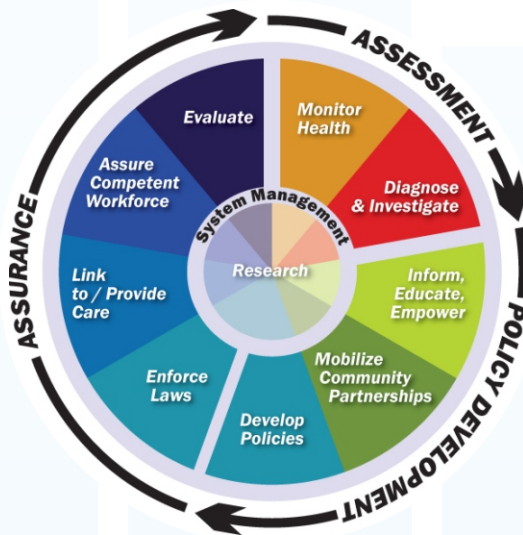 ASSESSMENT
Monitor
Health
Diagnose
& Investigate
POLICY DEVELOPMENT
Inform,
Educate,
Empower
Mobilize
Community
Partnerships
Develop
Policies
ASSURANCE
Enforce
Laws
Link
to / Provide
Care
Assure
Competent
Workforce
Evaluate
System Management
Research